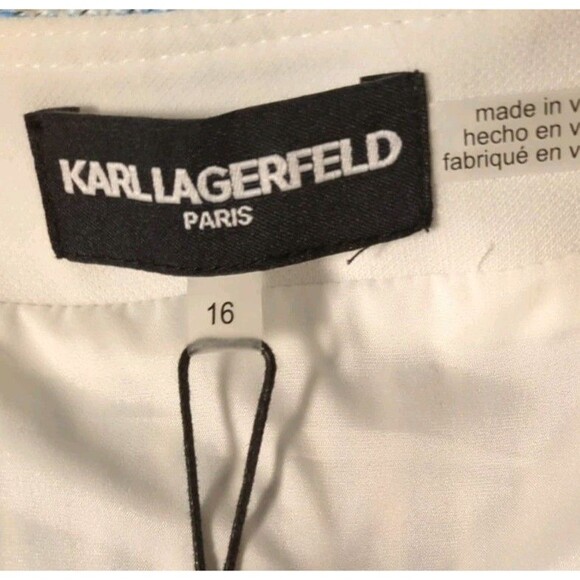 KARL LAGERFELD
PARIS
made in
hecho en
fabriqué en
16